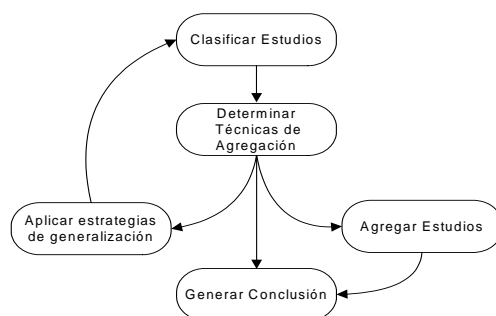 Clasificar Estudios
Determinar
Técnicas de
Agregación
Aplicar estrategias
de generalización
Agregar Estudios
Generar Conclusión